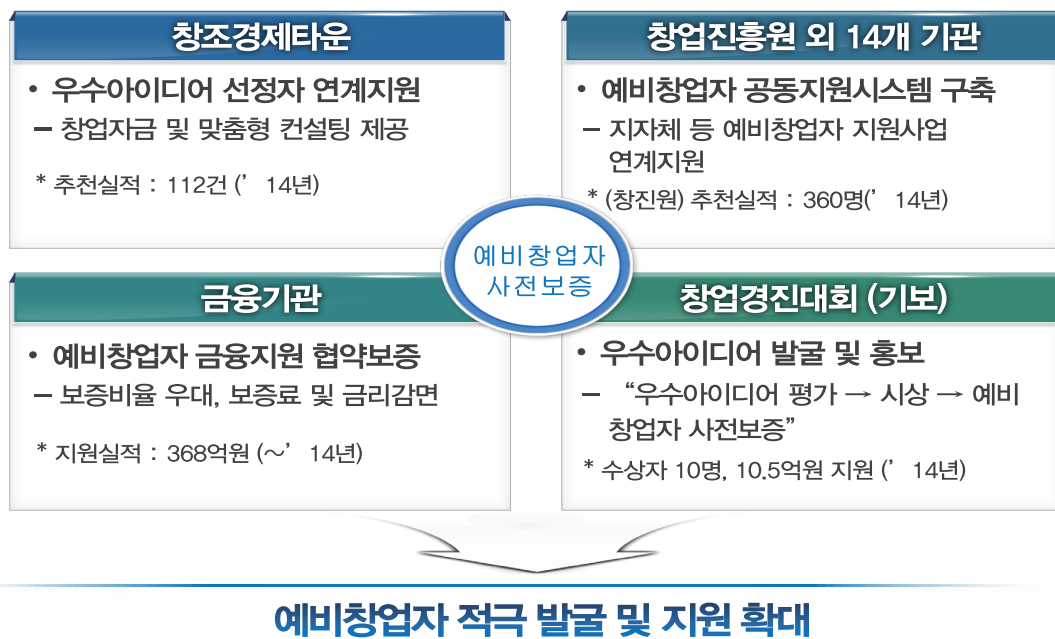 창조경제타운
• 우수아이디어 선정자 연계지원
– 창업자금 및 맞춤형 컨설팅 제공
* 추천실적 : 112건 (’14년)
창업진흥원 외 14개 기관
• 예비창업자 공동지원시스템 구축
– 지자체 등 예비창업자 지원사업
연계지원
* (창진원) 추천실적 : 360명(’14년)
예비창업자
사전보증
금융기관
• 예비창업자 금융지원 협약보증
– 보증비율 우대, 보증료 및 금리감면
* 지원실적 : 368억원 (~’14년)
창업경진대회 (기보)
• 우수아이디어 발굴 및 홍보
– “우수아이디어 평가 → 시상 → 예비
창업자 사전보증”
* 수상자 10명, 10.5억원 지원 (’14년)
예비창업자 적극 발굴 및 지원 확대